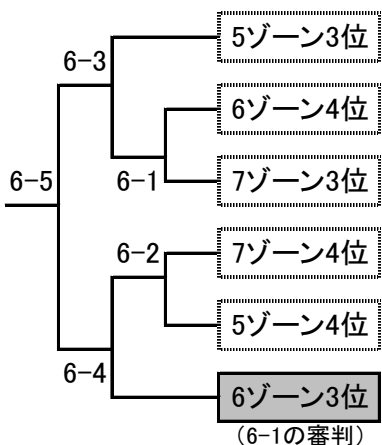 5ゾーン3位
6-3
6ゾーン4位
6-5
6-1
7ゾーン3位
6-2
7ゾーン4位
5ゾーン4位
6-4
6ゾーン3位
（6-1の審判）